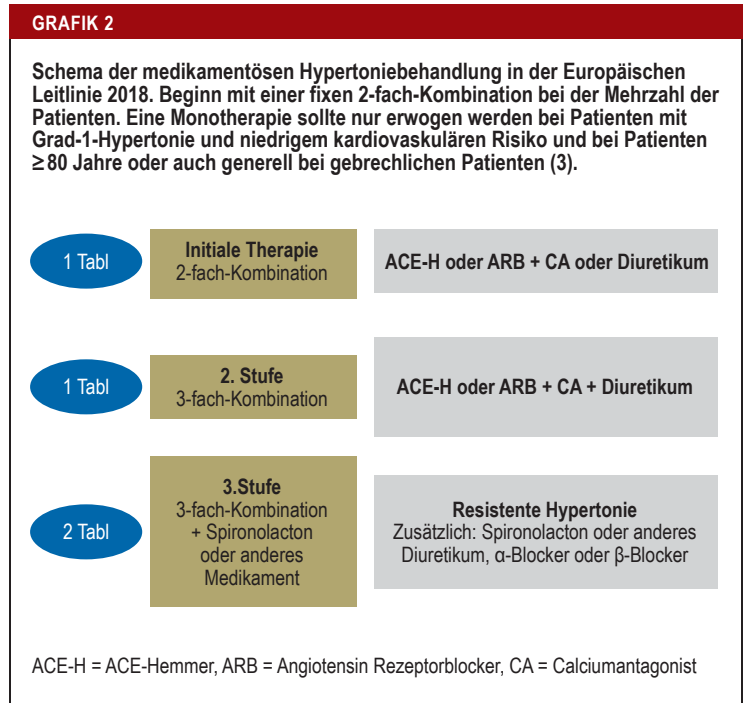 GRAFIK 2
Schema der medikamentösen Hypertoniebehandlung in der Europäischen
Leitlinie 2018. Beginn mit einer fixen 2-fach-Kombination bei der Mehrzahl der
Patienten. Eine Monotherapie sollte nur erwogen werden bei Patienten mit
Grad-1-Hypertonie und niedrigem kardiovaskulären Risiko und bei Patienten
≥ 80 Jahre oder auch generell bei gebrechlichen Patienten (3).
1 Tabl
Initiale Therapie
2-fach-Kombination
ACE-H oder ARB + CA oder Diuretikum
1 Tabl
2. Stufe
3-fach-Kombination
ACE-H oder ARB + CA + Diuretikum
2 Tabl
3.Stufe
3-fach-Kombination
+ Spironolacton
oder anderes
Medikament
Resistente Hypertonie
Zusätzlich: Spironolacton oder anderes
Diuretikum, α-Blocker oder β-Blocker
ACE-H = ACE-Hemmer, ARB = Angiotensin Rezeptorblocker, CA = Calciumantagonist